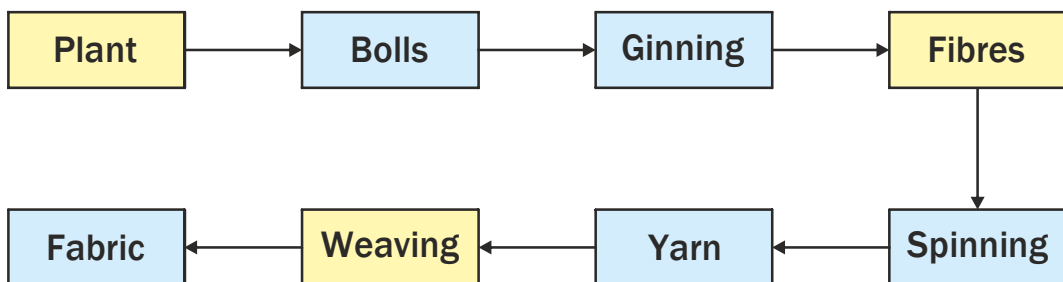 Plant
Bolls
Ginning
Fibres
Fabric
Weaving
Yarn
Spinning